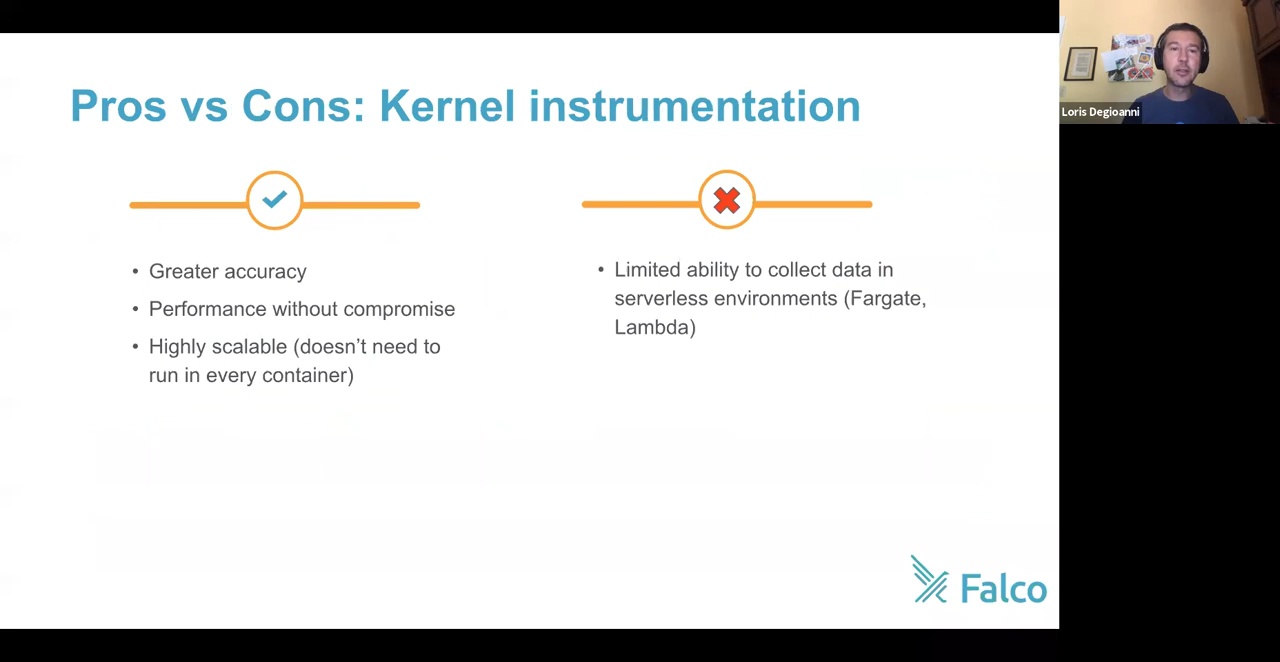 Pros vs Cons: Kernel instrumentation
• Greater accuracy
• Performance without compromise
• Highly scalable (doesn’t need to
run in every container)
• Limited ability to collect data in
serverless environments (Fargate,
Lambda)
Falco
Loris Degioanni